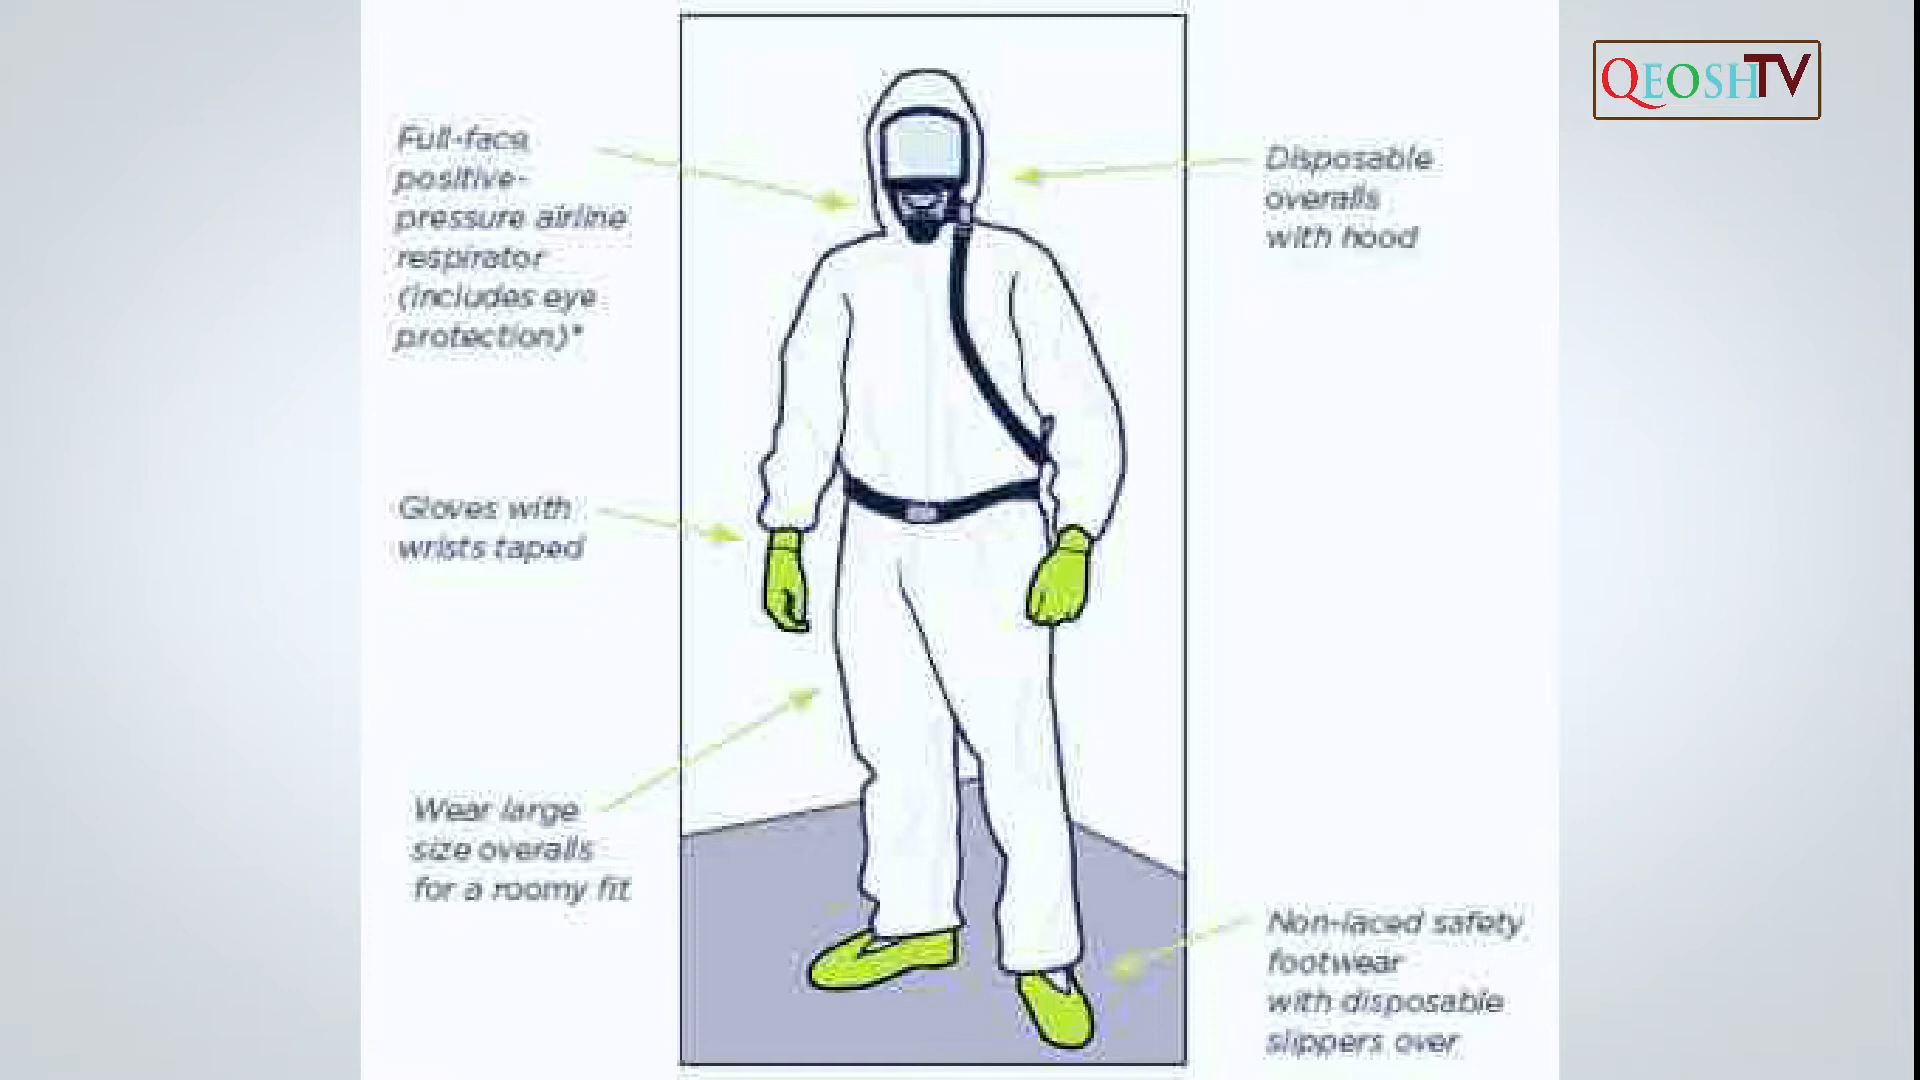 QEOSHTV
Full-face,
positive-
pressure airline
respirator
(includes eye
protection)*
Disposable
overalls
with hood
Gloves with
wrists taped
Wear large
size overalls
for a roomy fit
Non-laced safety
footwear
with disposable
slippers over